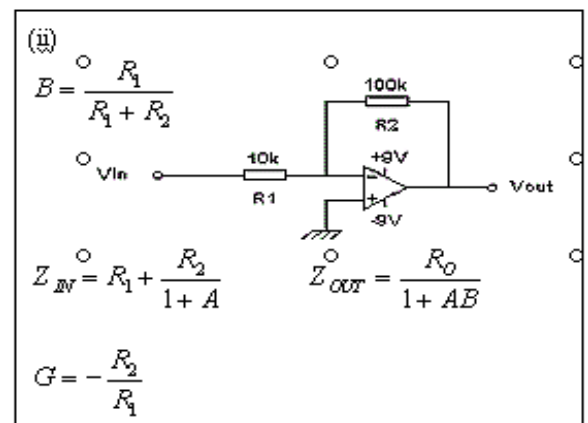 (ii)
B = R₁ / (R₁ + R₂)
100k
R2
10k
+9V
Vin
R1
−
+
Vout
-9V
Z_IN = R₁ + R₂ / (1 + A)
Z_OUT = R_O / (1 + AB)
G = − R₂ / R₁